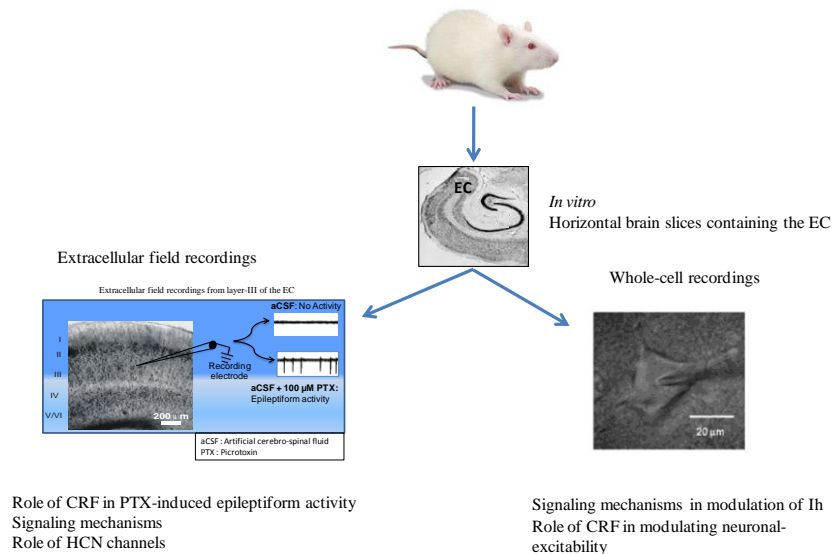 EC
In vitro
Horizontal brain slices containing the EC
Extracellular field recordings
Whole-cell recordings
Extracellular field recordings from layer-III of the EC
aCSF: No Activity
I
II
III
IV
V/VI
Recording
electrode
aCSF + 100 µM PTX:
Epileptiform activity
200 µm
aCSF : Artificial cerebro-spinal fluid
PTX : Picrotoxin
20 µm
Role of CRF in PTX-induced epileptiform activity
Signaling mechanisms
Role of HCN channels
Signaling mechanisms in modulation of Ih
Role of CRF in modulating neuronal-
excitability